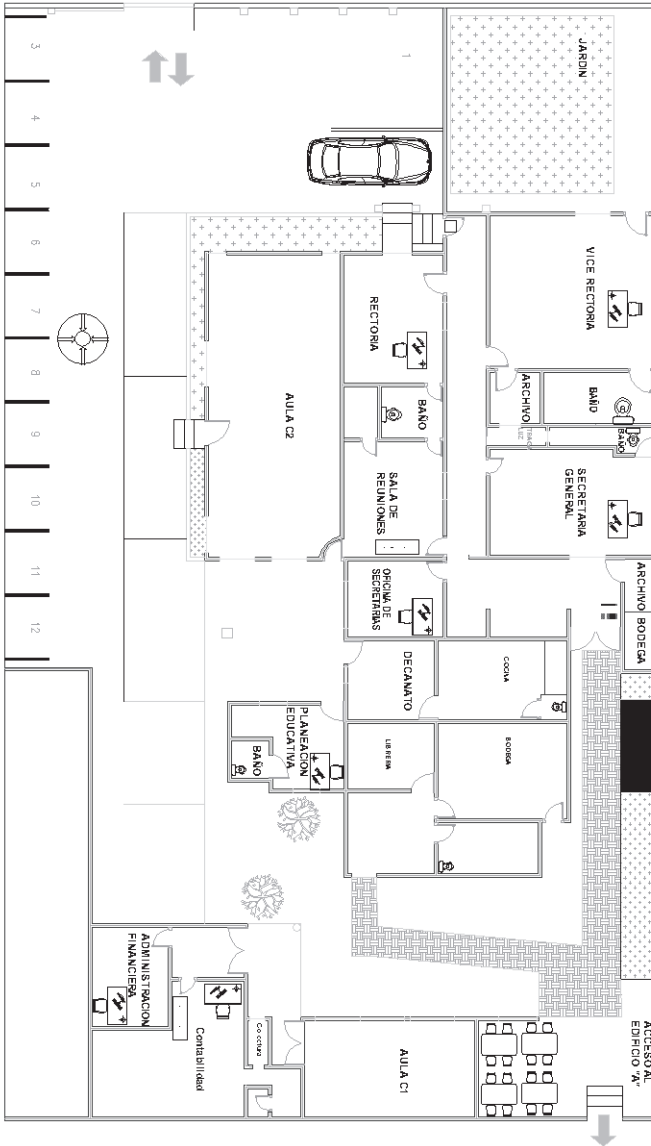 3
4
5
6
7
8
9
10
11
12
1
JARDIN
VICE RECTORIA
RECTORIA
ARCHIVO
BAÑO
BAÑO
BAÑO
AULA C2
SALA DE
REUNIONES
SECRETARIA
GENERAL
OFICINA DE
SECRETARIAS
ARCHIVO
BODEGA
DECANATO
COCINA
PLANEACION
EDUCATIVA
BAÑO
LIBRERIA
BODEGA
ADMINISTRACION
FINANCIERA
Contabilidad
Colectura
AULA C1
ACCESO AL
EDIFICIO "A"